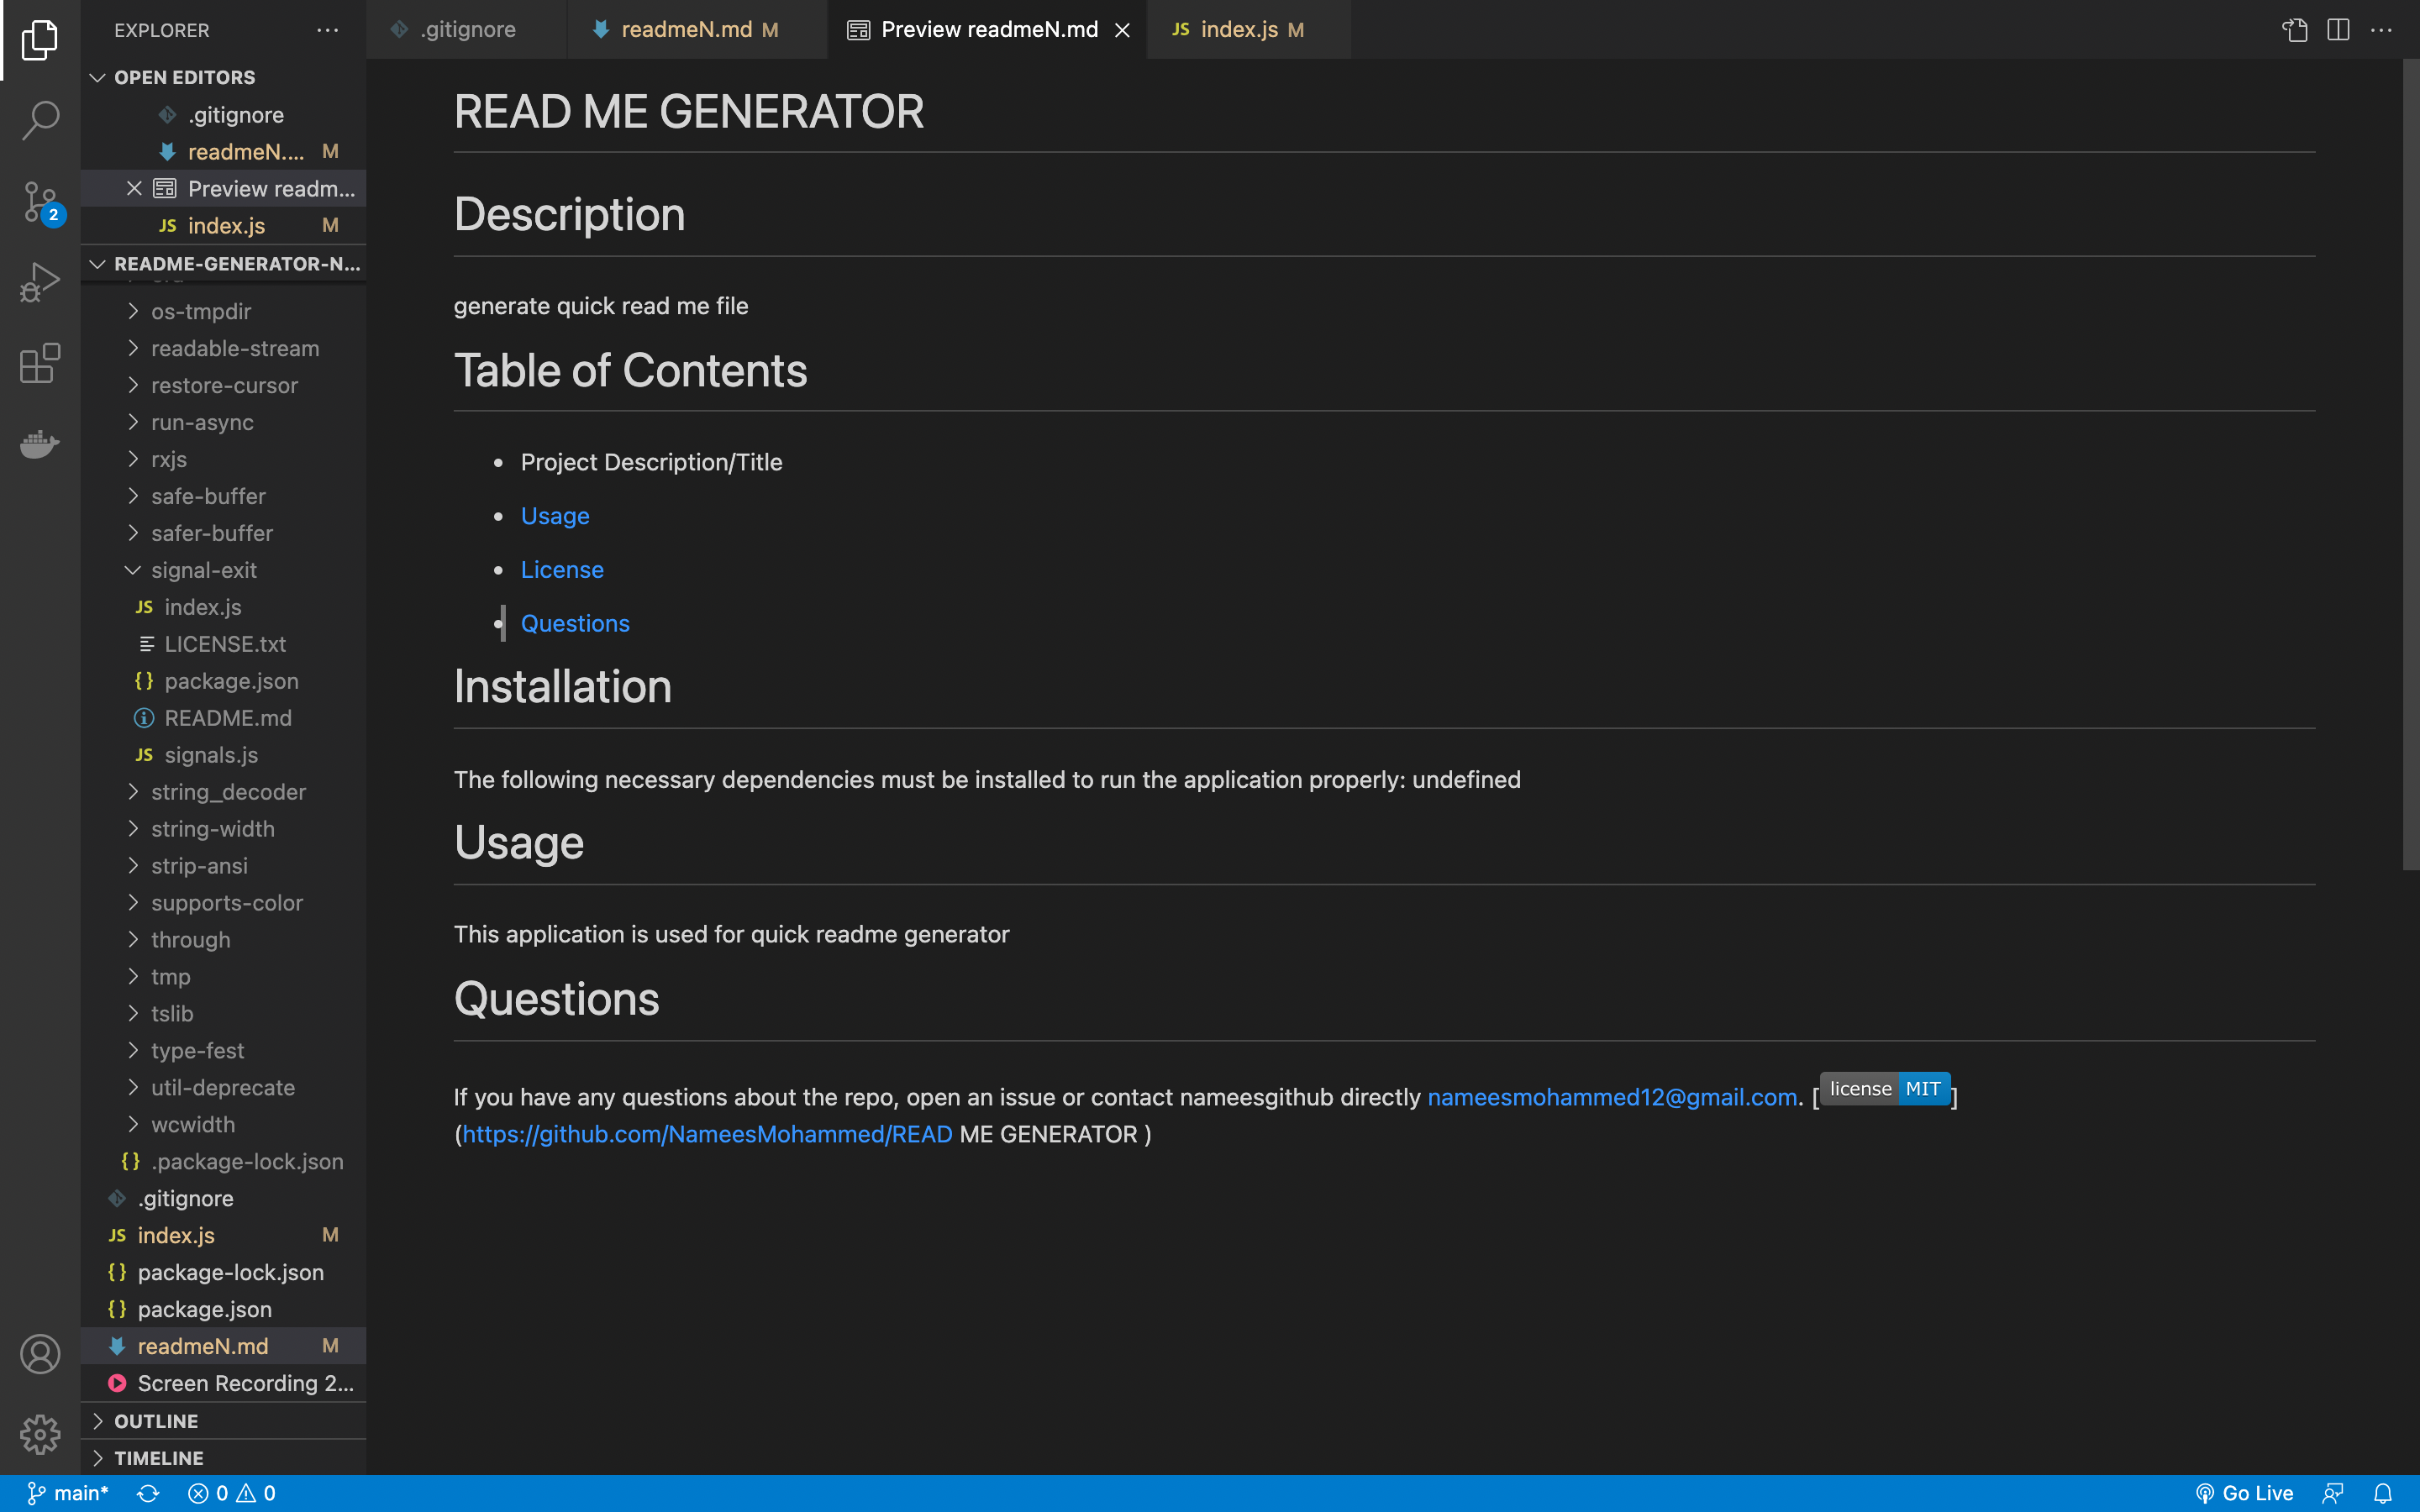 EXPLORER
OPEN EDITORS
.gitignore
readmeN.... M
Preview readm...
JS index.js M
README-GENERATOR-N...
os-tmpdir
readable-stream
restore-cursor
run-async
rxjs
safe-buffer
safer-buffer
signal-exit
JS index.js
LICENSE.txt
{} package.json
README.md
JS signals.js
string_decoder
string-width
strip-ansi
supports-color
through
tmp
tslib
type-fest
util-deprecate
wcwidth
{} .package-lock.json
.gitignore
JS index.js M
{} package-lock.json
{} package.json
readmeN.md M
Screen Recording 2...
OUTLINE
TIMELINE
2
.gitignore
readmeN.md M
Preview readmeN.md
JS index.js M
READ ME GENERATOR
Description
generate quick read me file
Table of Contents
• Project Description/Title
• Usage
• License
• Questions
Installation
The following necessary dependencies must be installed to run the application properly: undefined
Usage
This application is used for quick readme generator
Questions
If you have any questions about the repo, open an issue or contact nameesgithub directly nameesmohammed12@gmail.com. [license MIT]
(https://github.com/NameesMohammed/READ ME GENERATOR )
main* 0 0
Go Live